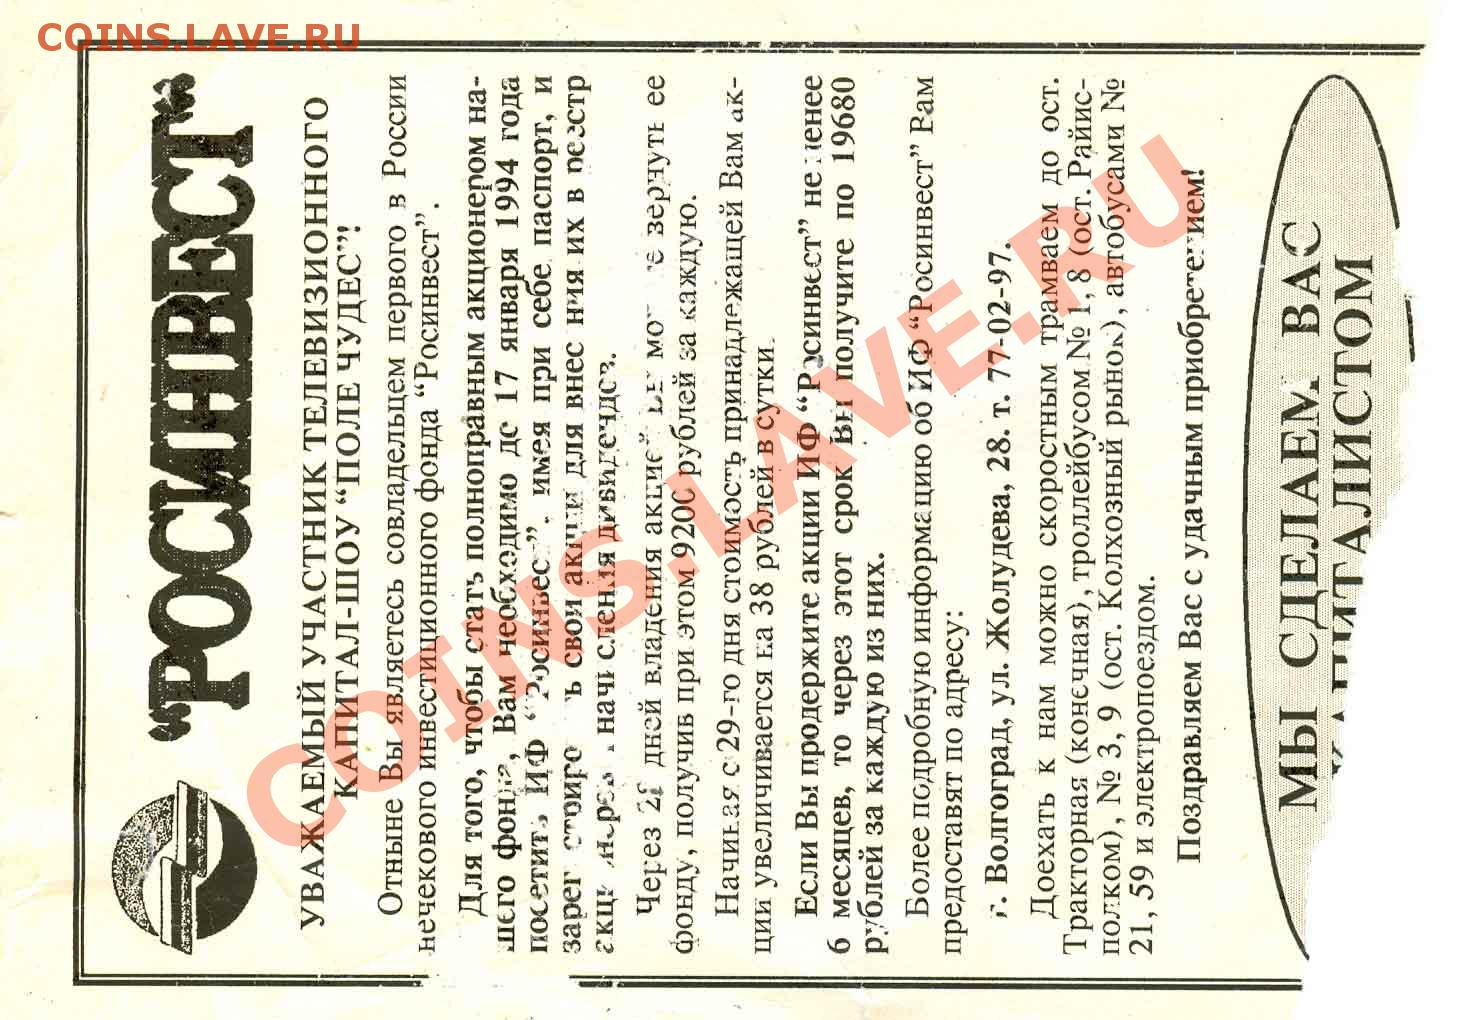 COINS.LAVE.RU
“РОСИНВЕСТ”
УВАЖАЕМЫЙ УЧАСТНИК ТЕЛЕВИЗИОННОГО
КАПИТАЛ-ШОУ “ПОЛЕ ЧУДЕС”!
Отныне Вы являетесь совладельцем первого в России
нечекового инвестиционного фонда “Росинвест”.
Для того, чтобы стать полноправным акционером на-
шего фонда, Вам необходимо до 17 января 1994 года
посетить ИФ “Росинвест”, имея при себе паспорт, и
свои акции для внес ния их в реестр
начисления дивидендов.
Через дней владения акцией вернуть ее
фонду, получив при этом 9200 рублей за каждую.
Начиная с 29-го дня стоимость принадлежащей Вам ак-
ции увеличивается на 38 рублей в сутки.
Если Вы продержите акции ИФ “Росинвест” не менее
6 месяцев, то через этот срок Вы получите по 19680
рублей за каждую из них.
Более подробную информацию об ИФ “Росинвест” Вам
предоставят по адресу:
г. Волгоград, ул. Жолудева, 28. т. 77-02-97.
Доехать к нам можно скоростным трамваем до ост.
Тракторная (конечная), троллейбусом № 1, 8 (ост. Райис-
полком), № 3, 9 (ост. Колхозный рынок), автобусами №
21, 59 и электропоездом.
Поздравляем Вас с удачным приобретением!
МЫ СДЕЛАЕМ ВАС
КАПИТАЛИСТОМ
COINS.LAVE.RU